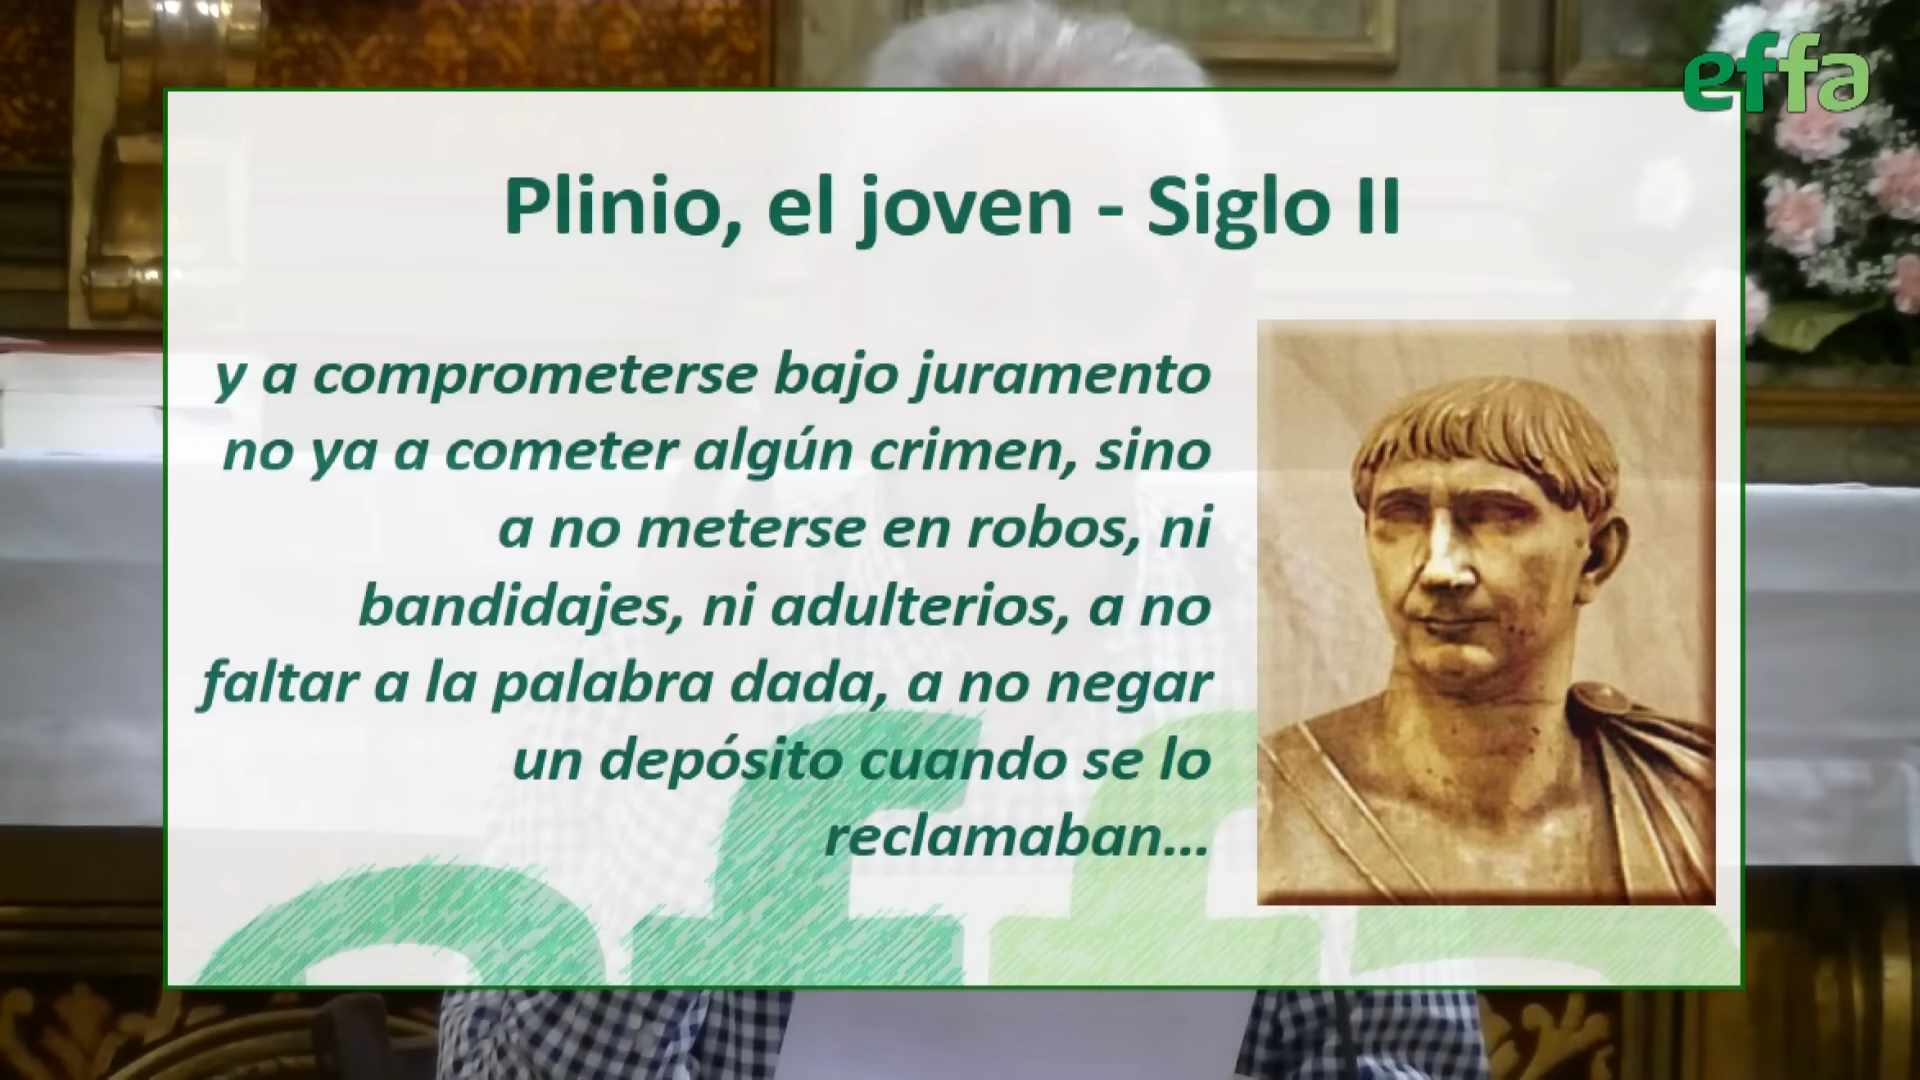 effa
Plinio, el joven - Siglo II
y a comprometerse bajo juramento
no ya a cometer algún crimen, sino
a no meterse en robos, ni
bandidajes, ni adulterios, a no
faltar a la palabra dada, a no negar
un depósito cuando se lo
reclamaban...
effa